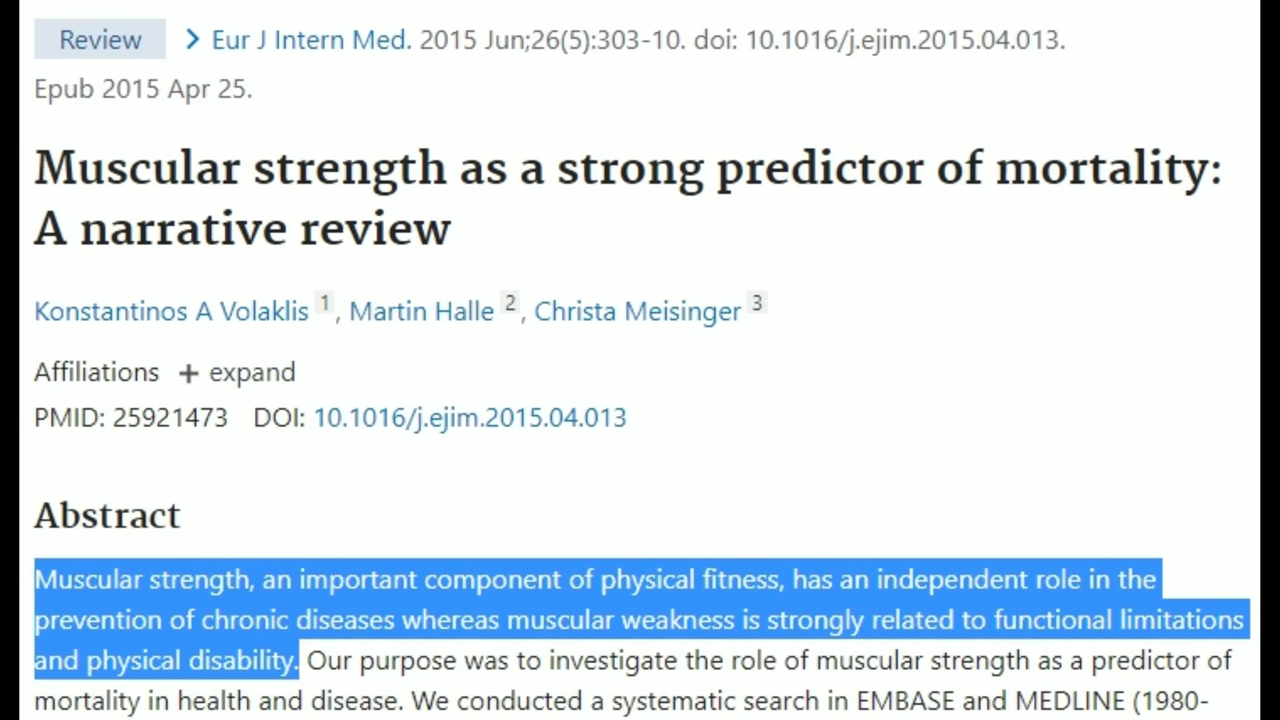 Review > Eur J Intern Med. 2015 Jun;26(5):303-10. doi: 10.1016/j.ejim.2015.04.013.
Epub 2015 Apr 25.
Muscular strength as a strong predictor of mortality:
A narrative review
Konstantinos A Volaklis 1, Martin Halle 2, Christa Meisinger 3
Affiliations + expand
PMID: 25921473 DOI: 10.1016/j.ejim.2015.04.013
Abstract
Muscular strength, an important component of physical fitness, has an independent role in the
prevention of chronic diseases whereas muscular weakness is strongly related to functional limitations
and physical disability. Our purpose was to investigate the role of muscular strength as a predictor of
mortality in health and disease. We conducted a systematic search in EMBASE and MEDLINE (1980-